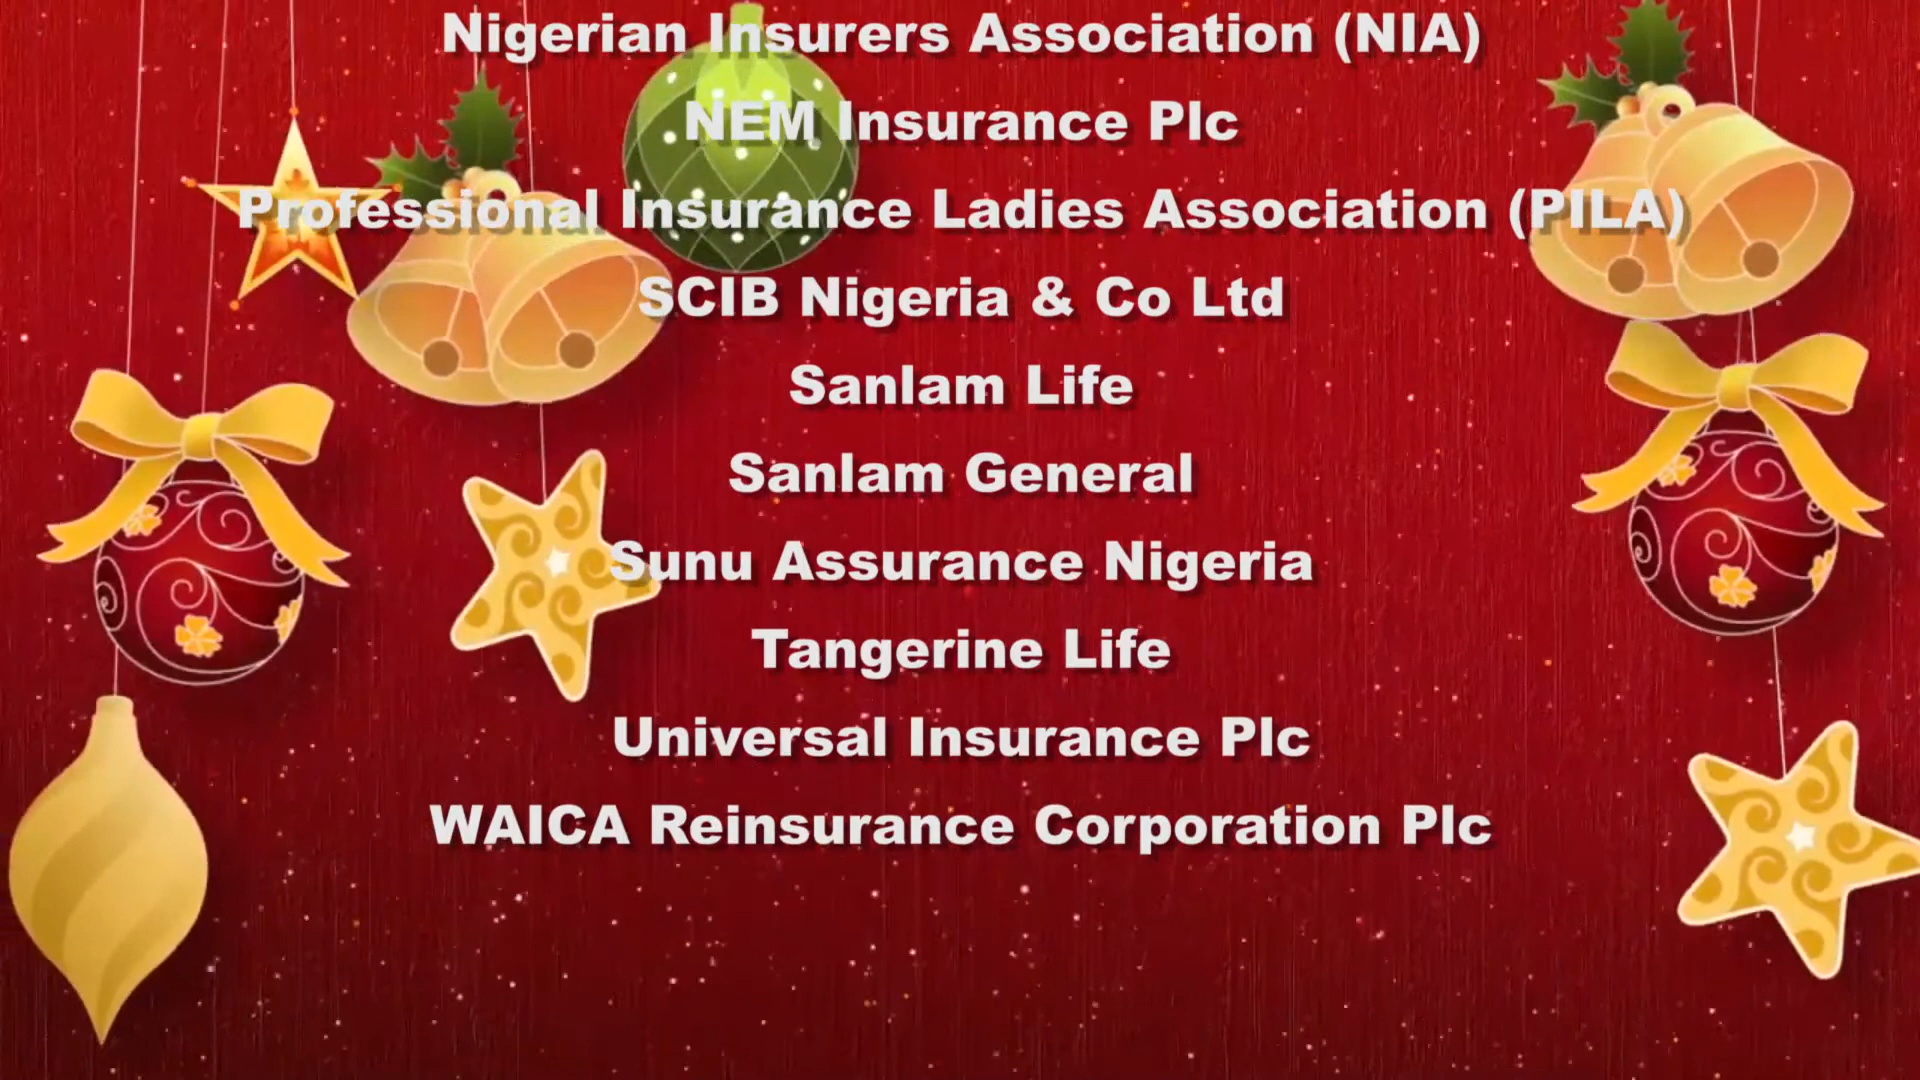 Nigerian Insurers Association (NIA)
NEM Insurance Plc
Professional Insurance Ladies Association (PILA)
SCIB Nigeria & Co Ltd
Sanlam Life
Sanlam General
Sunu Assurance Nigeria
Tangerine Life
Universal Insurance Plc
WAICA Reinsurance Corporation Plc